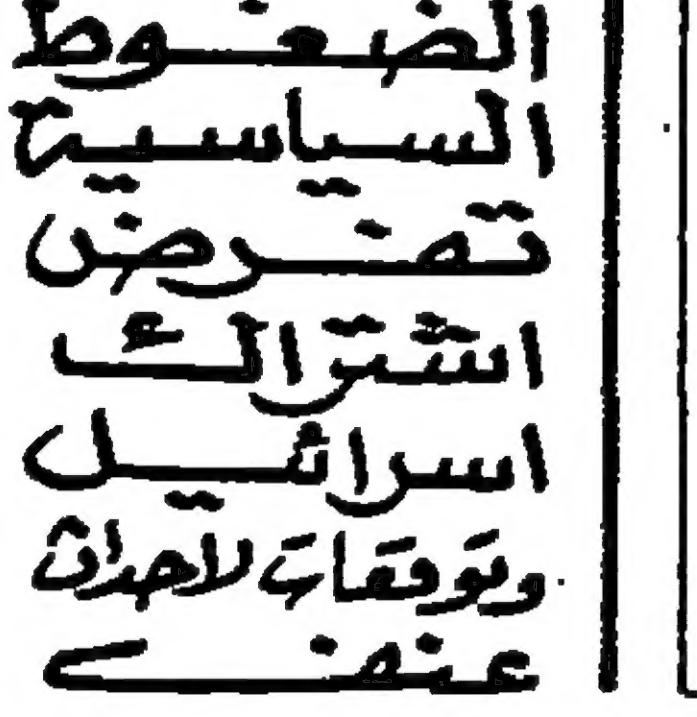 الضغوط
السياسية
تفرض
اشتراك
اسرائيل
وتوقعات لاحداث
عنف